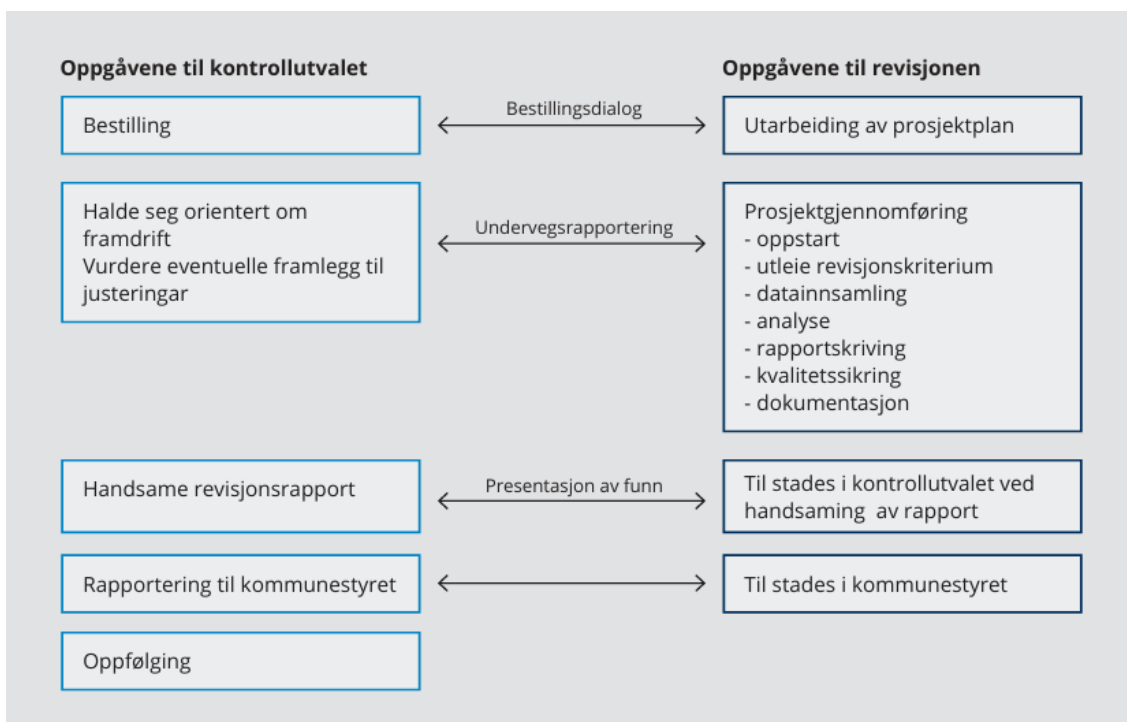 Oppgåvene til kontrollutvalet
Oppgåvene til revisjonen
Bestilling
Bestillingsdialog
Utarbeiding av prosjektplan
Halde seg orientert om
framdrift
Vurdere eventuelle framlegg til
justeringar
Undervegsrapportering
Prosjektgjennomføring
- oppstart
- utleie revisjonskriterium
- datainnsamling
- analyse
- rapportskriving
- kvalitetssikring
- dokumentasjon
Handsame revisjonsrapport
Presentasjon av funn
Til stades i kontrollutvalet ved
handsaming av rapport
Rapportering til kommunestyret
Til stades i kommunestyret
Oppfølging